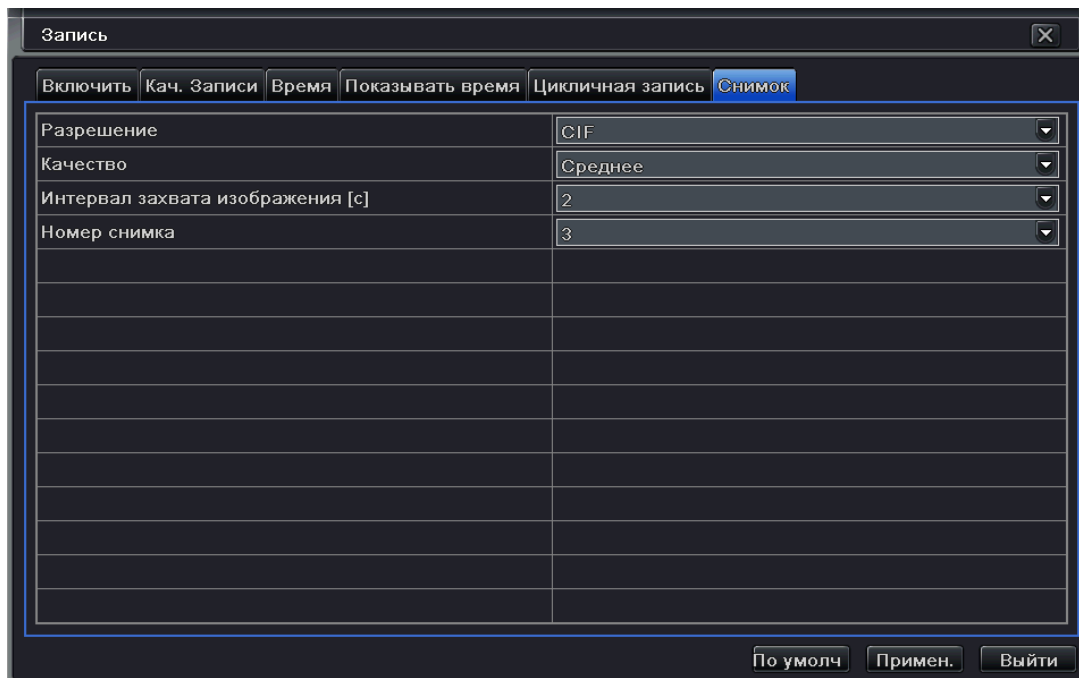 Запись
Включить Кач. Записи Время Показывать время Цикличная запись Снимок
Разрешение CIF
Качество Среднее
Интервал захвата изображения [с] 2
Номер снимка 3
По умолч Примен. Выйти